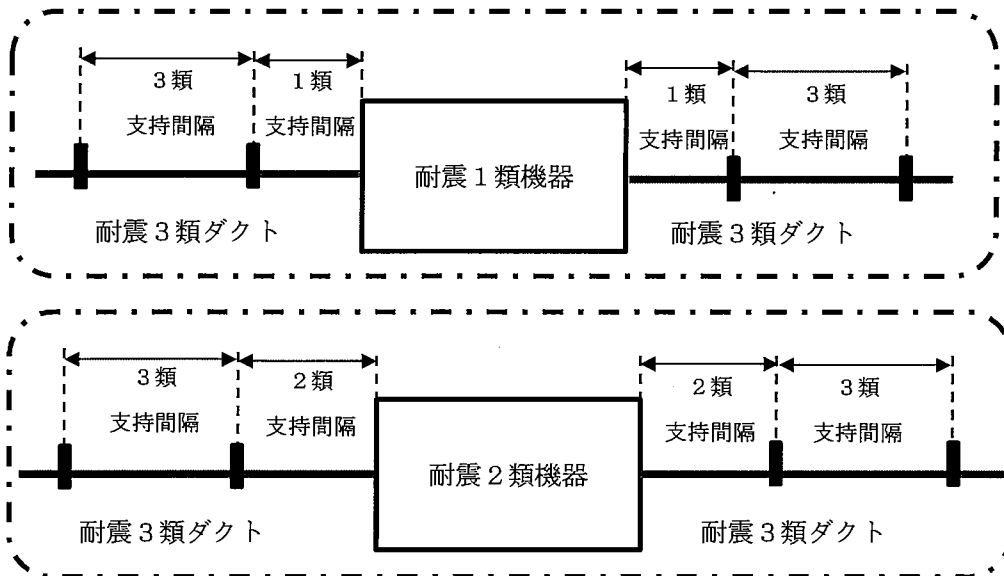 3類
支持間隔
1類
支持間隔
耐震1類機器
1類
支持間隔
3類
支持間隔
耐震3類ダクト
耐震3類ダクト
3類
支持間隔
2類
支持間隔
耐震2類機器
2類
支持間隔
3類
支持間隔
耐震3類ダクト
耐震3類ダクト